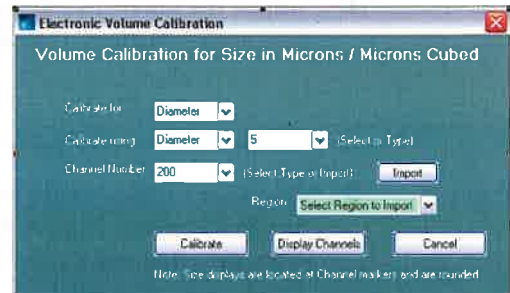 Electronic Volume Calibration
Volume Calibration for Size in Microns / Microns Cubed
Calibrate for Diameter
Calibrate using Diameter 5 (Select or Type)
Channel Number 200 (Select Type or Import) Import
Region Select Region to Import
Calibrate Display Channels Cancel
Note: Size displays are located at Channel markers and are rounded